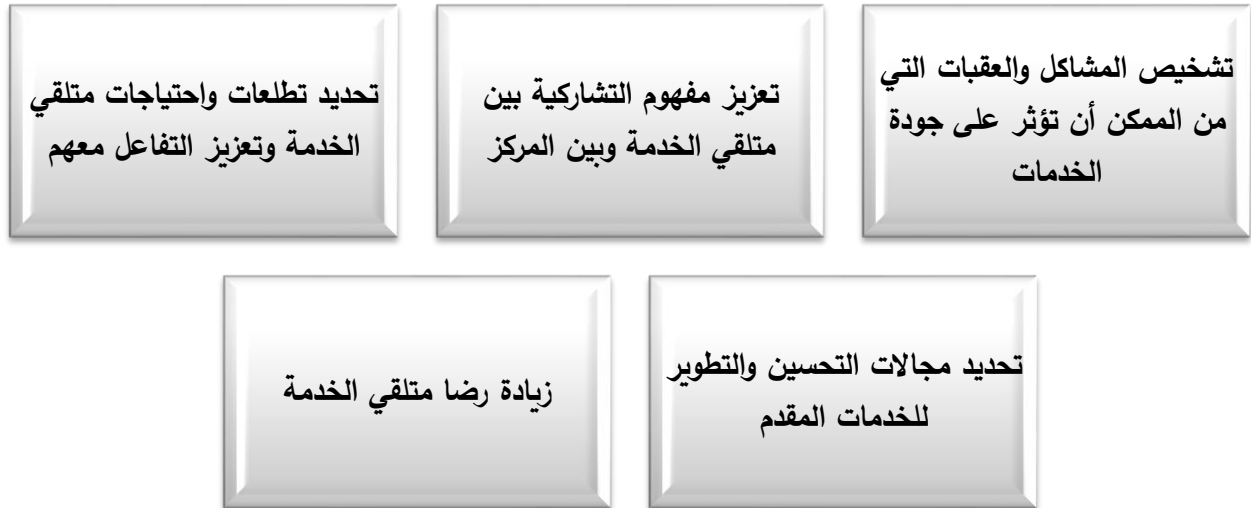 تشخيص المشاكل والعقبات التي
من الممكن أن تؤثر على جودة
الخدمات
تعزيز مفهوم التشاركية بين
متلقي الخدمة وبين المركز
تحديد تطلعات واحتياجات متلقي
الخدمة وتعزيز التفاعل معهم
تحديد مجالات التحسين والتطوير
للخدمات المقدم
زيادة رضا متلقي الخدمة